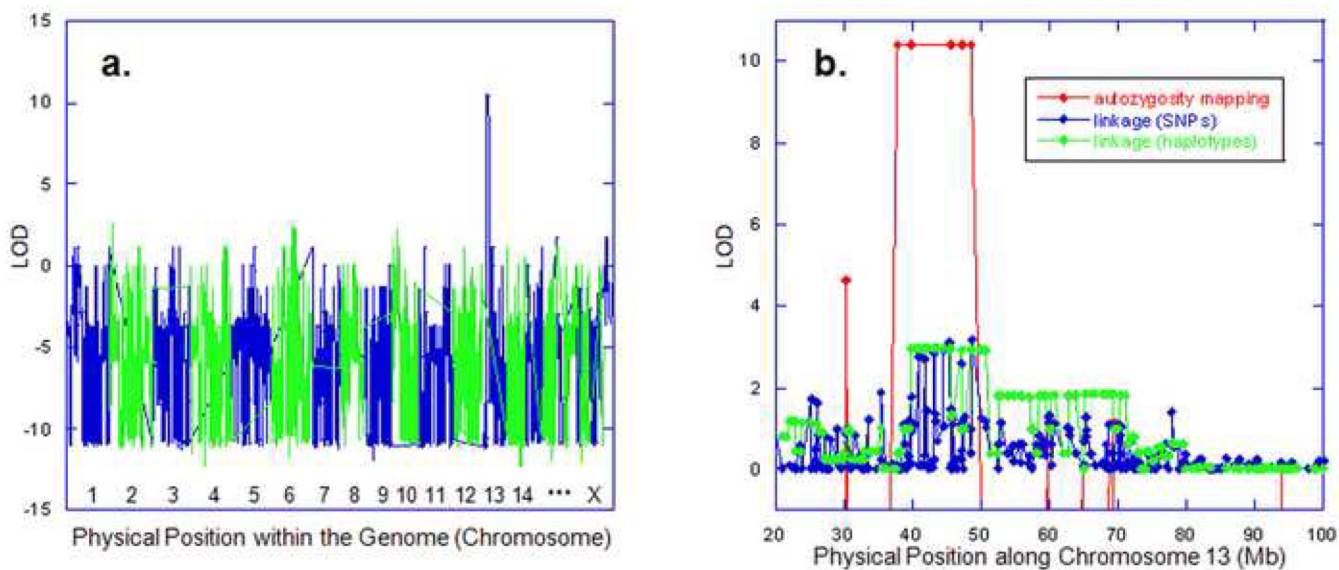 a.
15
10
5
0
-5
-10
-15
LOD
1 2 3 4 5 6 7 8 9 10 11 12 13 14 ••• X
Physical Position within the Genome (Chromosome)
b.
10
8
6
4
2
0
LOD
autozygosity mapping
linkage (SNPs)
linkage (haplotypes)
20 30 40 50 60 70 80 90 100
Physical Position along Chromosome 13 (Mb)